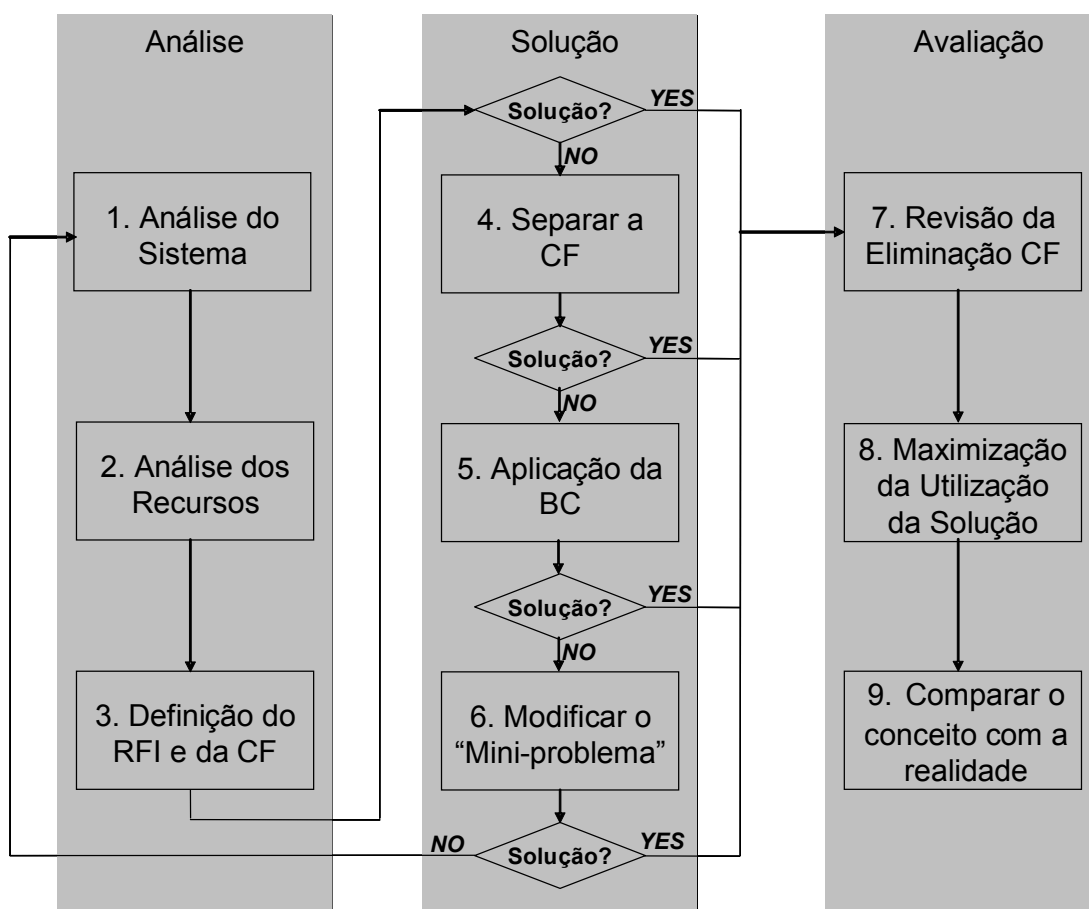 Análise
1. Análise do
Sistema
2. Análise dos
Recursos
3. Definição do
RFI e da CF
Solução
Solução?
YES
NO
4. Separar a
CF
Solução?
YES
NO
5. Aplicação da
BC
Solução?
YES
NO
6. Modificar o
“Mini-problema”
NO
Solução?
YES
Avaliação
7. Revisão da
Eliminação CF
8. Maximização
da Utilização
da Solução
9. Comparar o
conceito com a
realidade